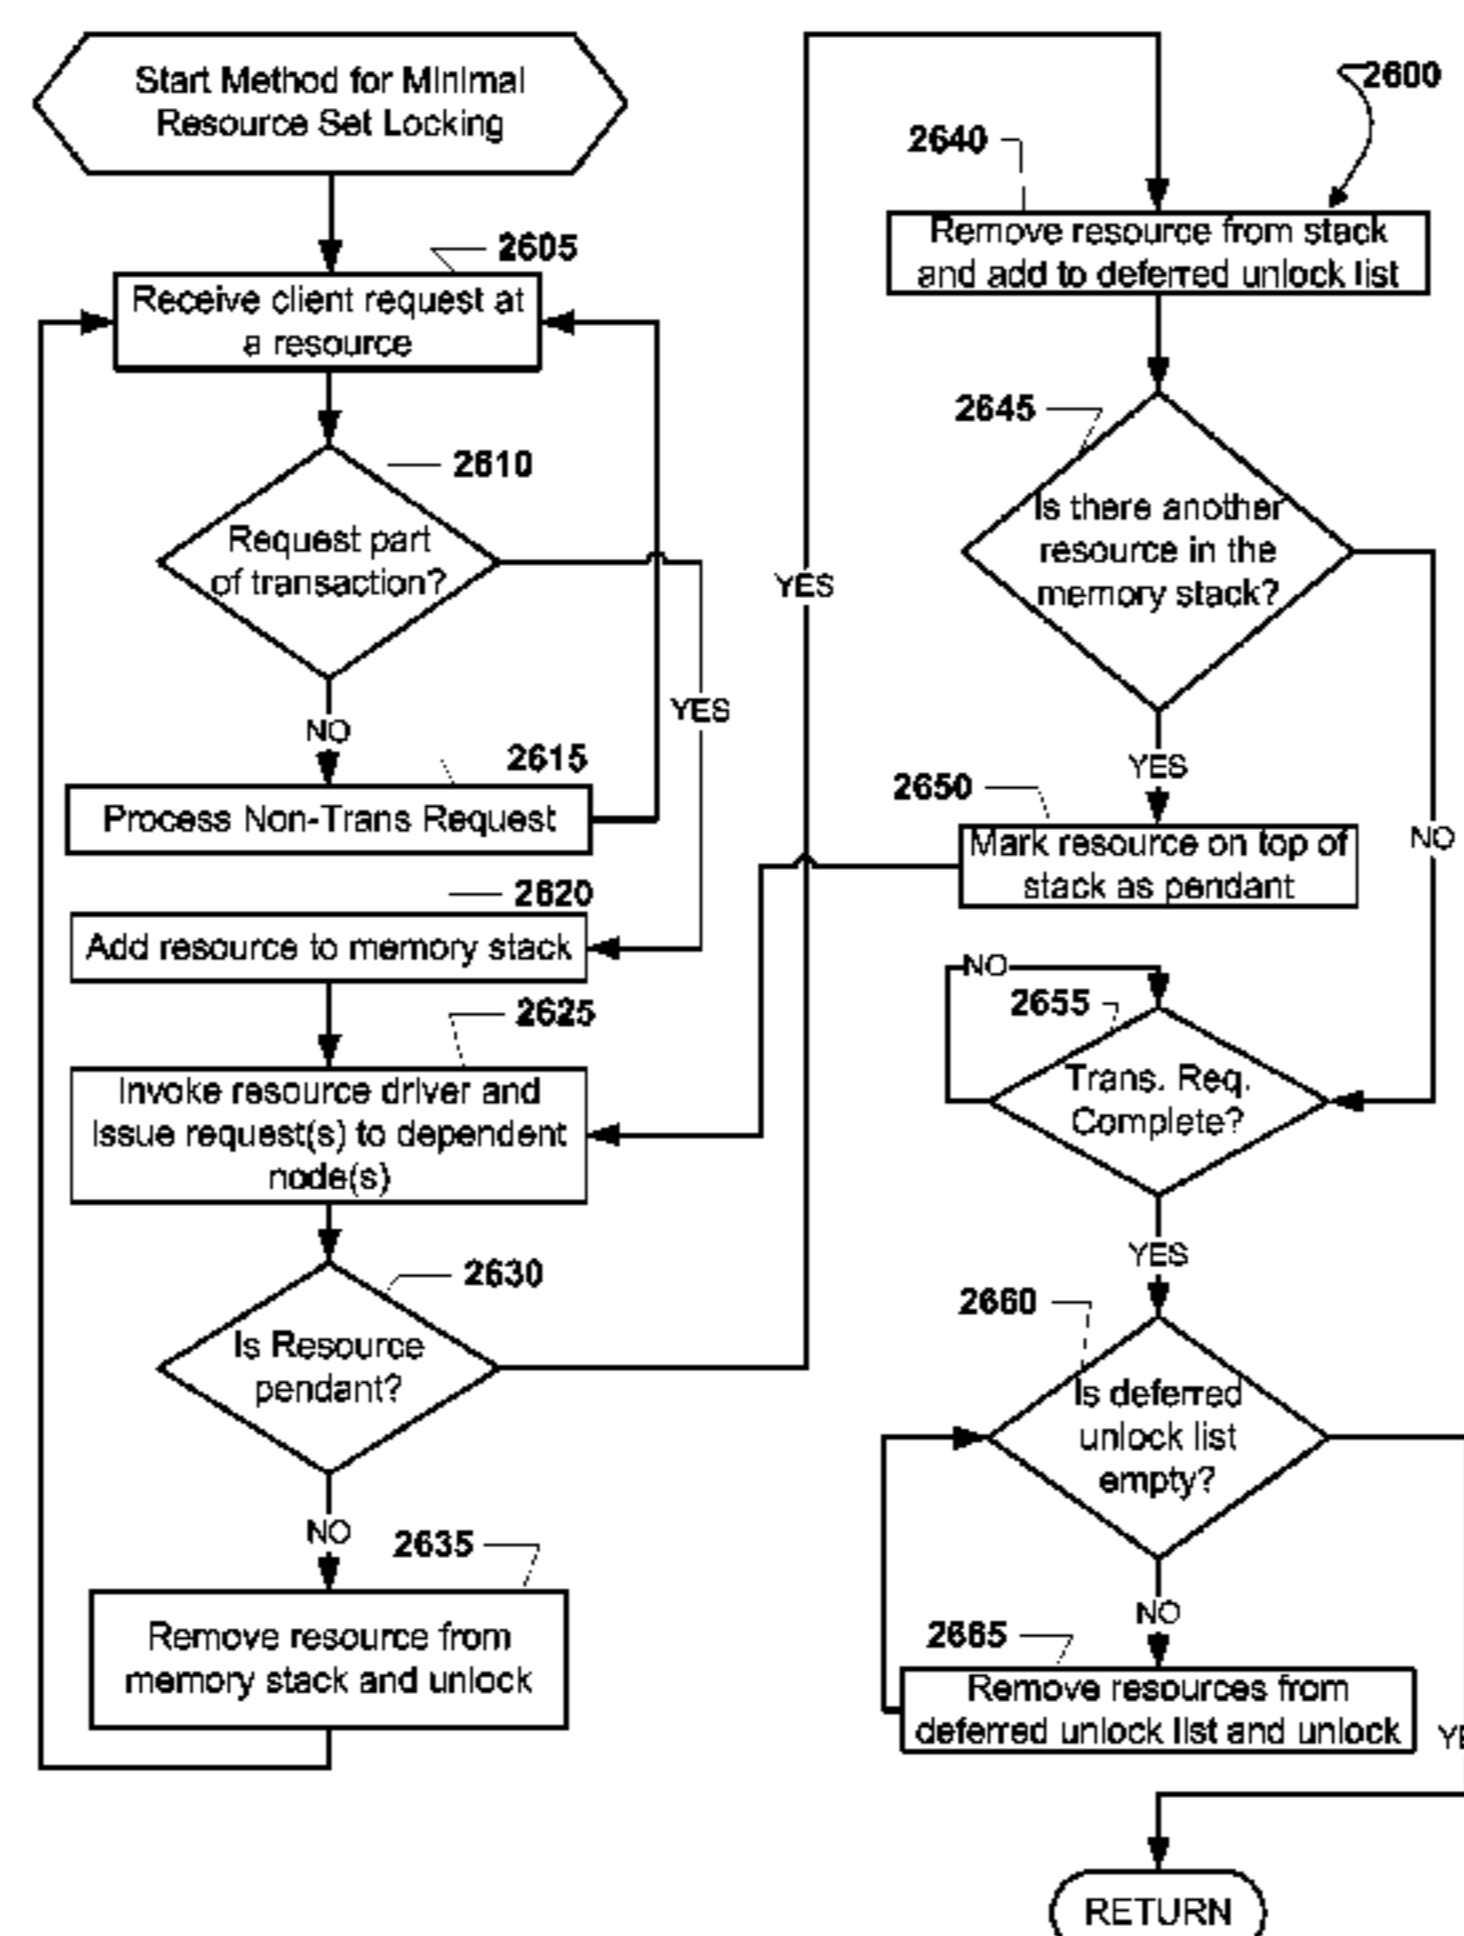 Start Method for Minimal
Resource Set Locking
2605
Receive client request at
a resource
2610
Request part
of transaction?
NO
YES
2615
Process Non-Trans Request
2620
Add resource to memory stack
2625
Invoke resource driver and
Issue request(s) to dependent
node(s)
2630
Is Resource
pendant?
NO
YES
2635
Remove resource from
memory stack and unlock
2600
2640
Remove resource from stack
and add to deferred unlock list
2645
Is there another
resource in the
memory stack?
YES
NO
2650
Mark resource on top of
stack as pendant
NO
2655
Trans. Req.
Complete?
YES
2660
Is deferred
unlock list
empty?
NO
2665
Remove resources from
deferred unlock list and unlock
RETURN